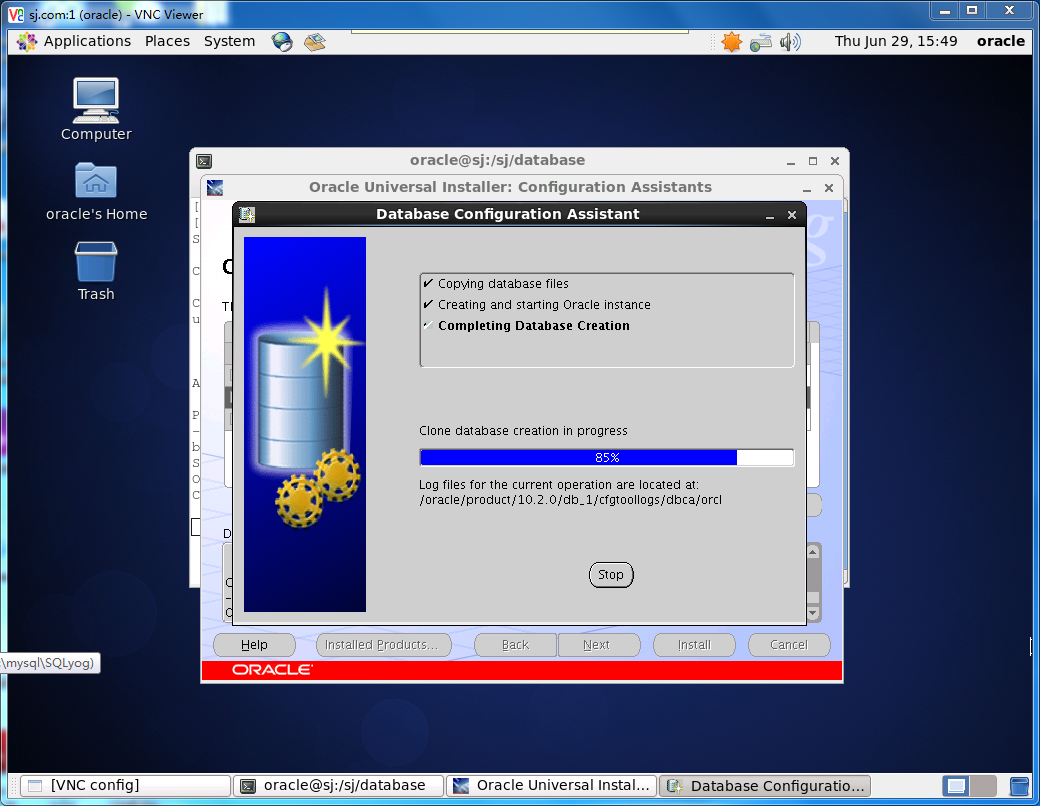 sj.com:1 (oracle) - VNC Viewer
Applications Places System
Thu Jun 29, 15:49 oracle
Computer
oracle's Home
Trash
oracle@sj:/sj/database
Oracle Universal Installer: Configuration Assistants
Database Configuration Assistant
Copying database files
Creating and starting Oracle instance
Completing Database Creation
Clone database creation in progress
85%
Log files for the current operation are located at:
/oracle/product/10.2.0/db_1/cfgtoollogs/dbca/orcl
Stop
Help Installed Products... Back Next Install Cancel
:\mysql\SQLyog)
ORACLE
[VNC config] oracle@sj:/sj/database Oracle Universal Instal... Database Configuratio...